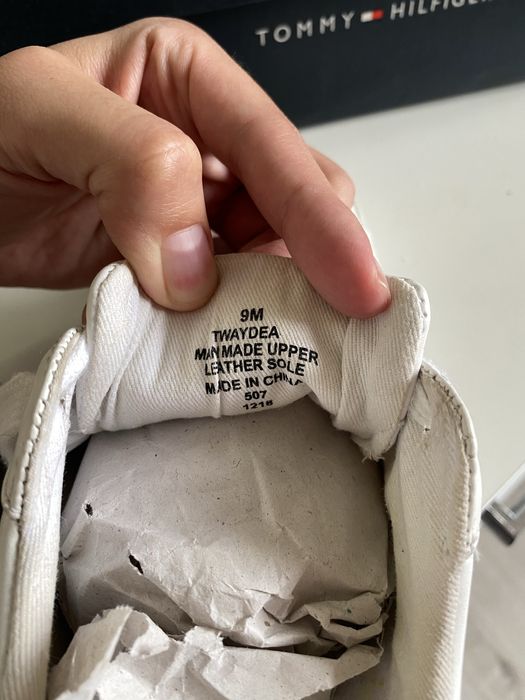 TOMMY HILFIGER
9M
TWAYDEA
MAN MADE UPPER
LEATHER SOLE
MADE IN CHINA
507
1218